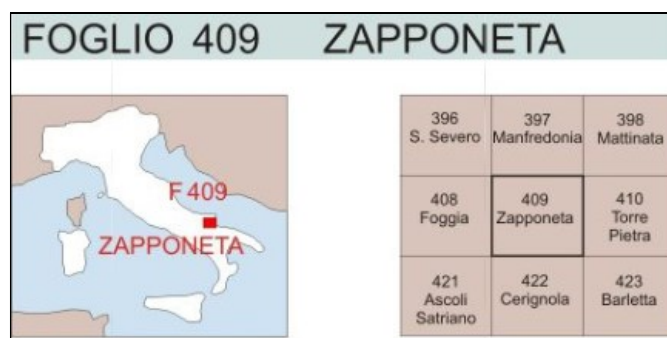 FOGLIO 409 ZAPPONETA
F 409
ZAPPONETA
396
S. Severo
397
Manfredonia
398
Mattinata
408
Foggia
409
Zapponeta
410
Torre
Pietra
421
Ascoli
Satriano
422
Cerignola
423
Barletta